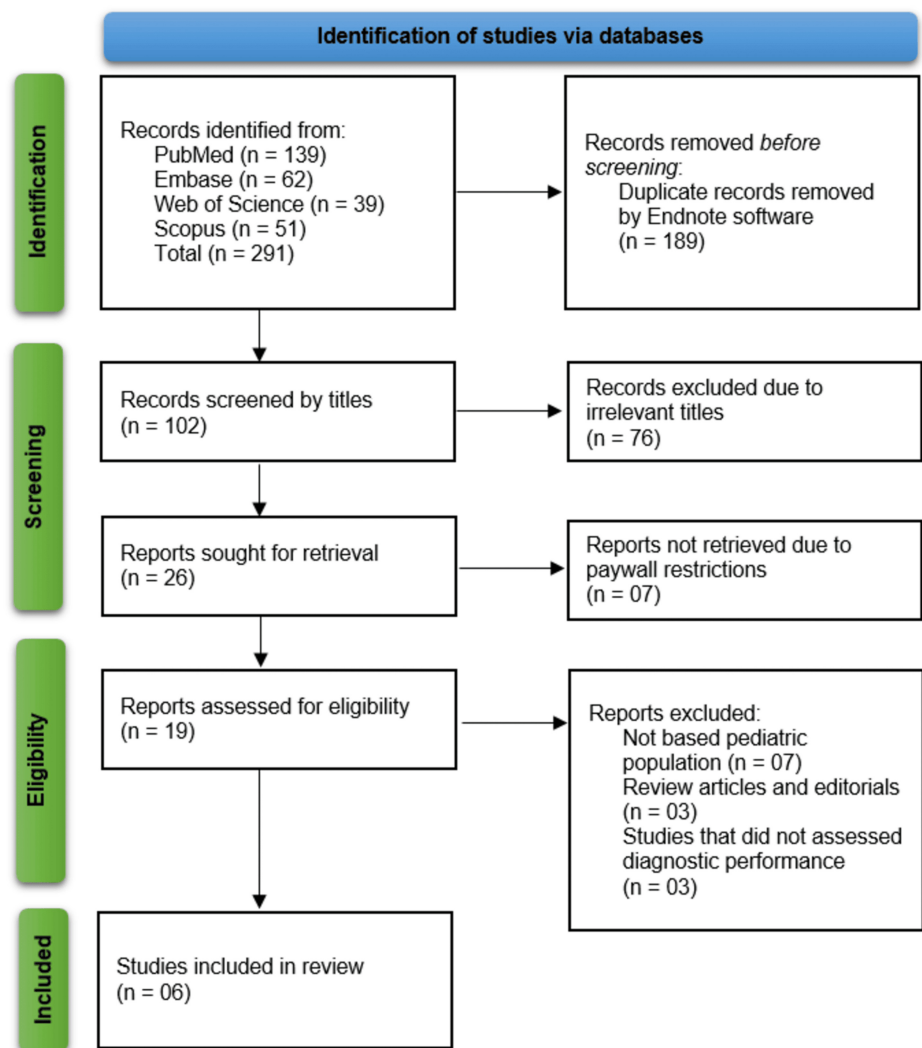 Identification of studies via databases
Identification
Records identified from:
PubMed (n = 139)
Embase (n = 62)
Web of Science (n = 39)
Scopus (n = 51)
Total (n = 291)
Records removed before
screening:
Duplicate records removed
by Endnote software
(n = 189)
Screening
Records screened by titles
(n = 102)
Records excluded due to
irrelevant titles
(n = 76)
Reports sought for retrieval
(n = 26)
Reports not retrieved due to
paywall restrictions
(n = 07)
Eligibility
Reports assessed for eligibility
(n = 19)
Reports excluded:
Not based pediatric
population (n = 07)
Review articles and editorials
(n = 03)
Studies that did not assessed
diagnostic performance
(n = 03)
Included
Studies included in review
(n = 06)